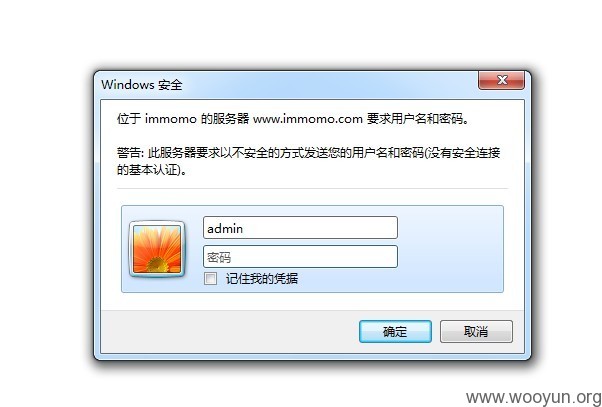 Windows 安全
位于 immomo 的服务器 www.immomo.com 要求用户名和密码。
警告: 此服务器要求以不安全的方式发送您的用户名和密码(没有安全连接
的基本认证)。
admin
密码
记住我的凭据
确定
取消
www.wooyun.org